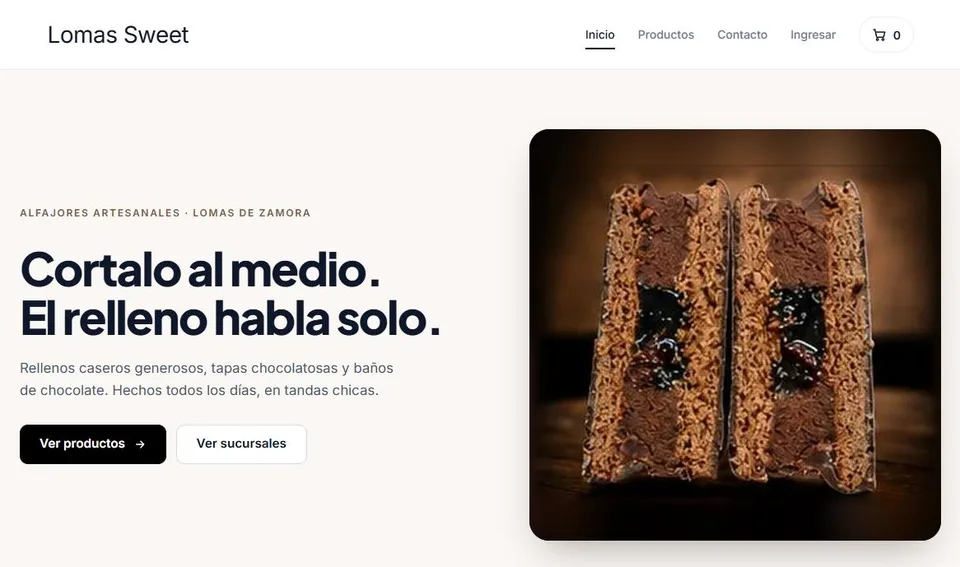 Lomas Sweet
Inicio
Productos
Contacto
Ingresar
0
ALFAJORES ARTESANALES · LOMAS DE ZAMORA
Cortalo al medio.
El relleno habla solo.
Rellenos caseros generosos, tapas chocolatosas y baños
de chocolate. Hechos todos los días, en tandas chicas.
Ver productos →
Ver sucursales